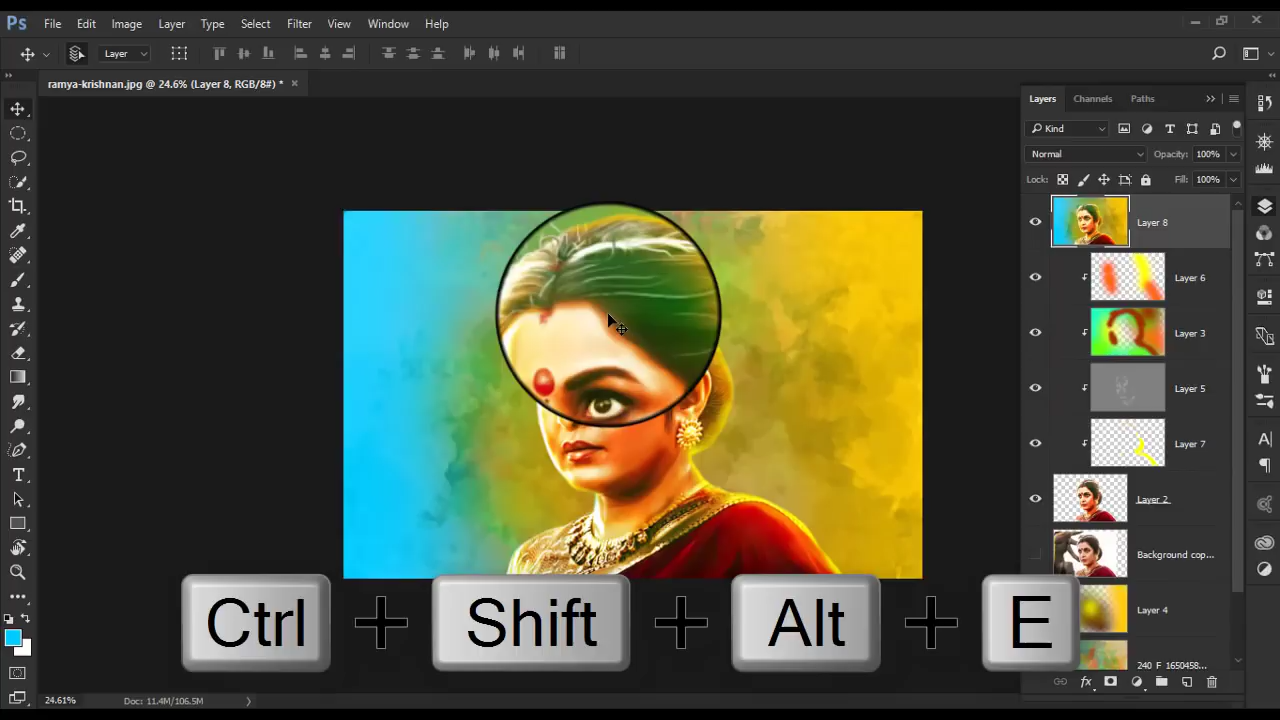 Ps File Edit Image Layer Type Select Filter 3D View Window Help
Layer
ramya-krishnan.jpg @ 24.6% (Layer 8, RGB/8#) *
Layers Channels Paths
Kind
Normal Opacity: 100%
Lock: Fill: 100%
Layer 8
Layer 6
Layer 3
Layer 5
Layer 7
Layer 2
Background cop...
Layer 4
240_F_1650458...
Ctrl + Shift + Alt + E
24.61% Doc: 11.4M/106.5M